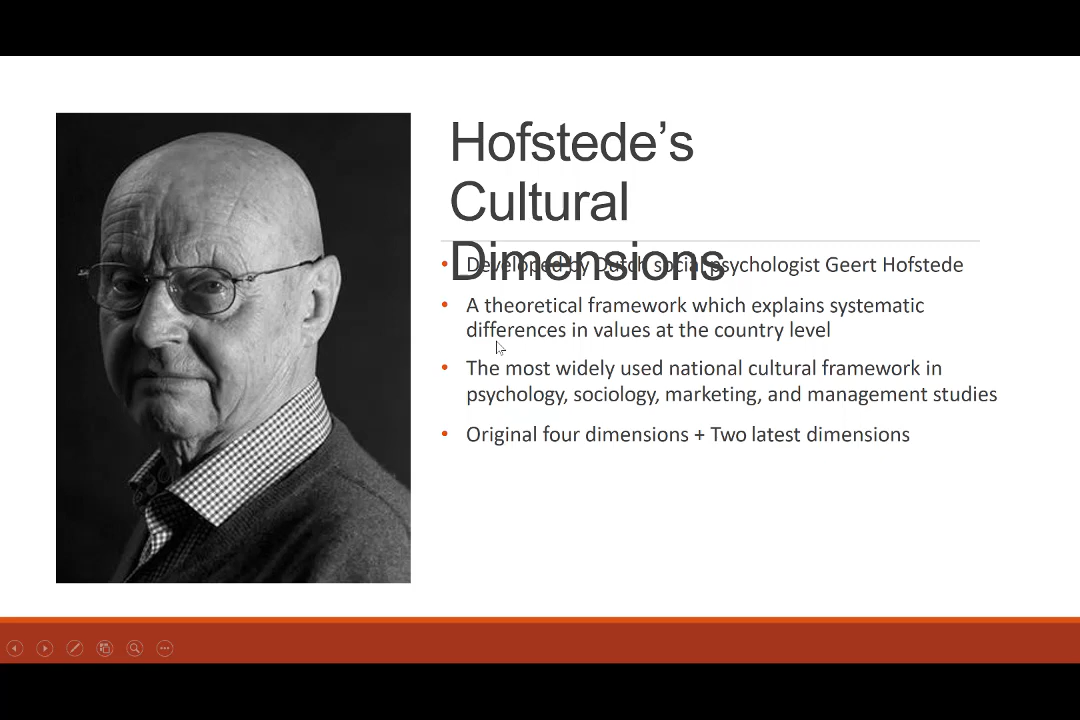 Hofstede’s
Cultural
Dimensions
• Developed by Dutch social psychologist Geert Hofstede
• A theoretical framework which explains systematic
differences in values at the country level
• The most widely used national cultural framework in
psychology, sociology, marketing, and management studies
• Original four dimensions + Two latest dimensions